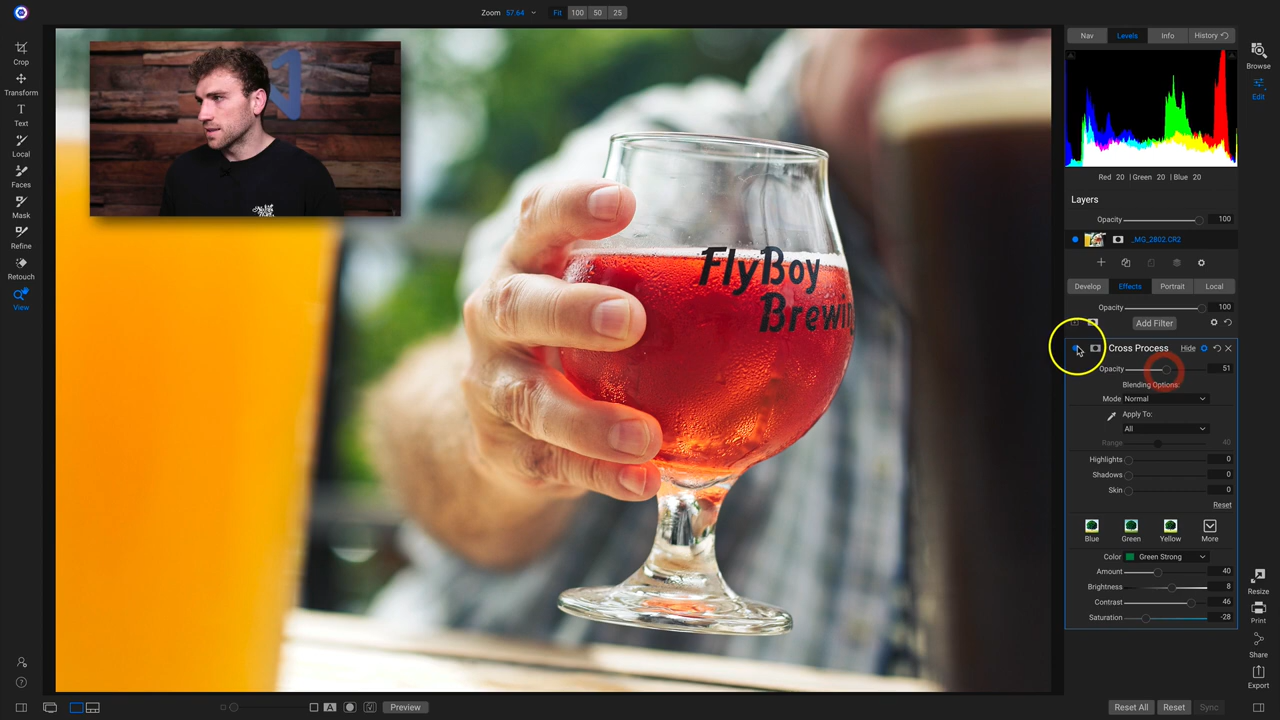 Zoom 57.64 Fit 100 50 25
Nav Levels Info History
Crop
Transform
Text
Local
Faces
Mask
Refine
Retouch
View
Browse
Edit
Red 20 | Green 20 | Blue 20
Layers
Opacity 100
_MG_2802.CR2
Develop Effects Portrait Local
Opacity 100
Add Filter
Cross Process Hide
Opacity 51
Blending Options:
Mode Normal
Apply To:
All
Range 40
Highlights 0
Shadows 0
Skin 0
Reset
Blue Green Yellow More
Color Green Strong
Amount 40
Brightness 8
Contrast 46
Saturation -28
FlyBoy
Brewing
Resize
Print
Share
Export
A Preview
Reset All Reset Sync